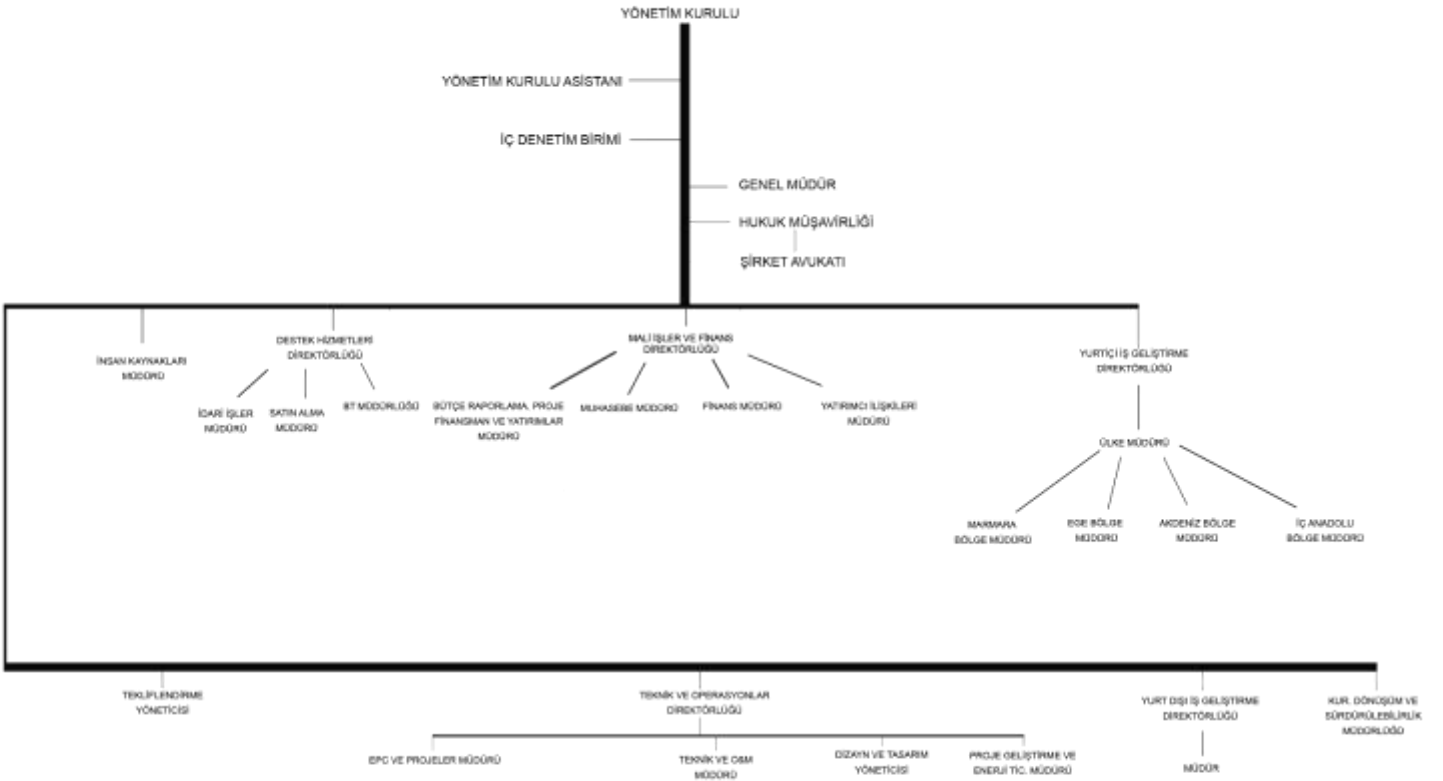 YÖNETİM KURULU
YÖNETİM KURULU ASİSTANI
İÇ DENETİM BİRİMİ
GENEL MÜDÜR
HUKUK MÜŞAVİRLİĞİ
ŞİRKET AVUKATI
İNSAN KAYNAKLARI
MÜDÜRÜ
DESTEK HİZMETLERİ
DİREKTÖRLÜĞÜ
İDARİ İŞLER
MÜDÜRÜ
SATIN ALMA
MÜDÜRÜ
BT MÜDÜRLÜĞÜ
MALİ İŞLER VE FİNANS
DİREKTÖRLÜĞÜ
BÜTÇE RAPORLAMA, PROJE
FİNANSMAN VE YATIRIMLAR
MÜDÜRÜ
MUHASEBE MÜDÜRÜ
FİNANS MÜDÜRÜ
YATIRIMCI İLİŞKİLERİ
MÜDÜRÜ
YURTİÇİ İŞ GELİŞTİRME
DİREKTÖRLÜĞÜ
ÜLKE MÜDÜRÜ
MARMARA
BÖLGE MÜDÜRÜ
EGE BÖLGE
MÜDÜRÜ
AKDENİZ BÖLGE
MÜDÜRÜ
İÇ ANADOLU
BÖLGE MÜDÜRÜ
TEKLİFLENDİRME
YÖNETİCİSİ
TEKNİK VE OPERASYONLAR
DİREKTÖRLÜĞÜ
EPC VE PROJELER MÜDÜRÜ
TEKNİK VE O&M
MÜDÜRÜ
DİZAYN VE TASARIM
YÖNETİCİSİ
PROJE GELİŞTİRME VE
ENERJİ TİC. MÜDÜRÜ
YURT DIŞI İŞ GELİŞTİRME
DİREKTÖRLÜĞÜ
MÜDÜR
KUR. DÖNÜŞÜM VE
SÜRDÜRÜLEBİLİRLİK
MÜDÜRLÜĞÜ